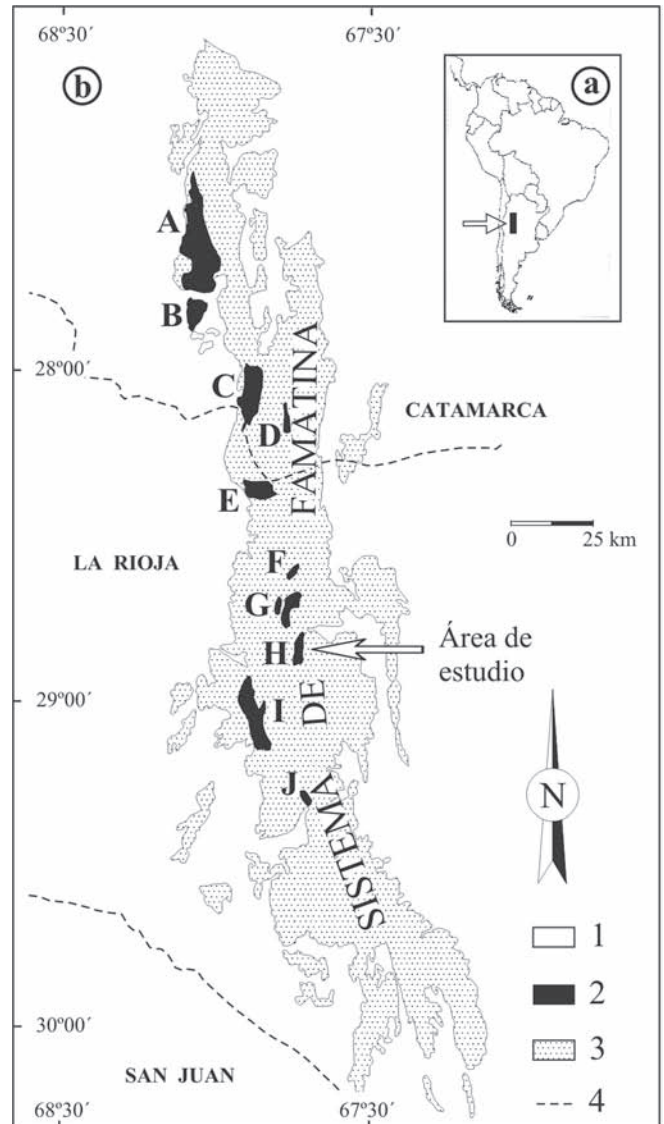 68º30´
67º30´
b
a
A
B
28º00´
C
D
CATAMARCA
E
0
25 km
LA RIOJA
F
G
H
Área de
estudio
29º00´
I
J
SISTEMA DE FAMATINA
N
1
2
3
30º00´
SAN JUAN
4
68º30´
67º30´